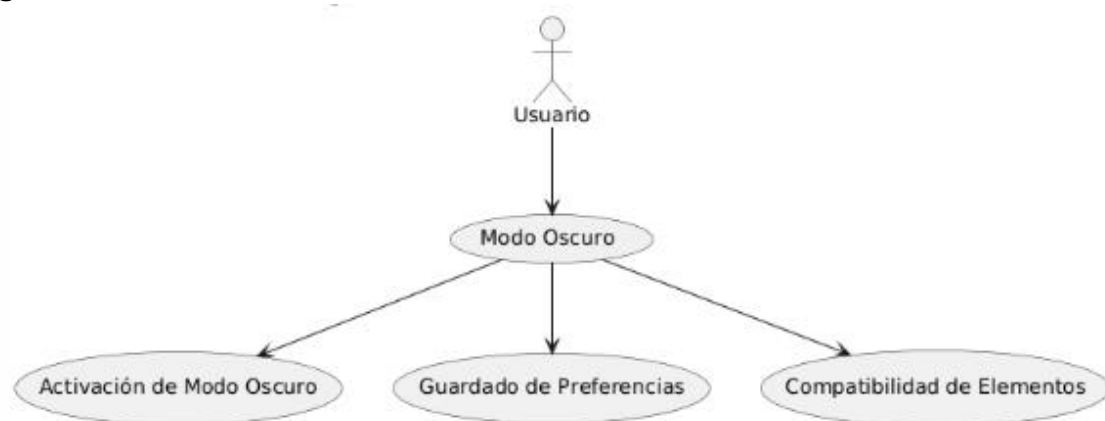 Usuario
Modo Oscuro
Activación de Modo Oscuro
Guardado de Preferencias
Compatibilidad de Elementos